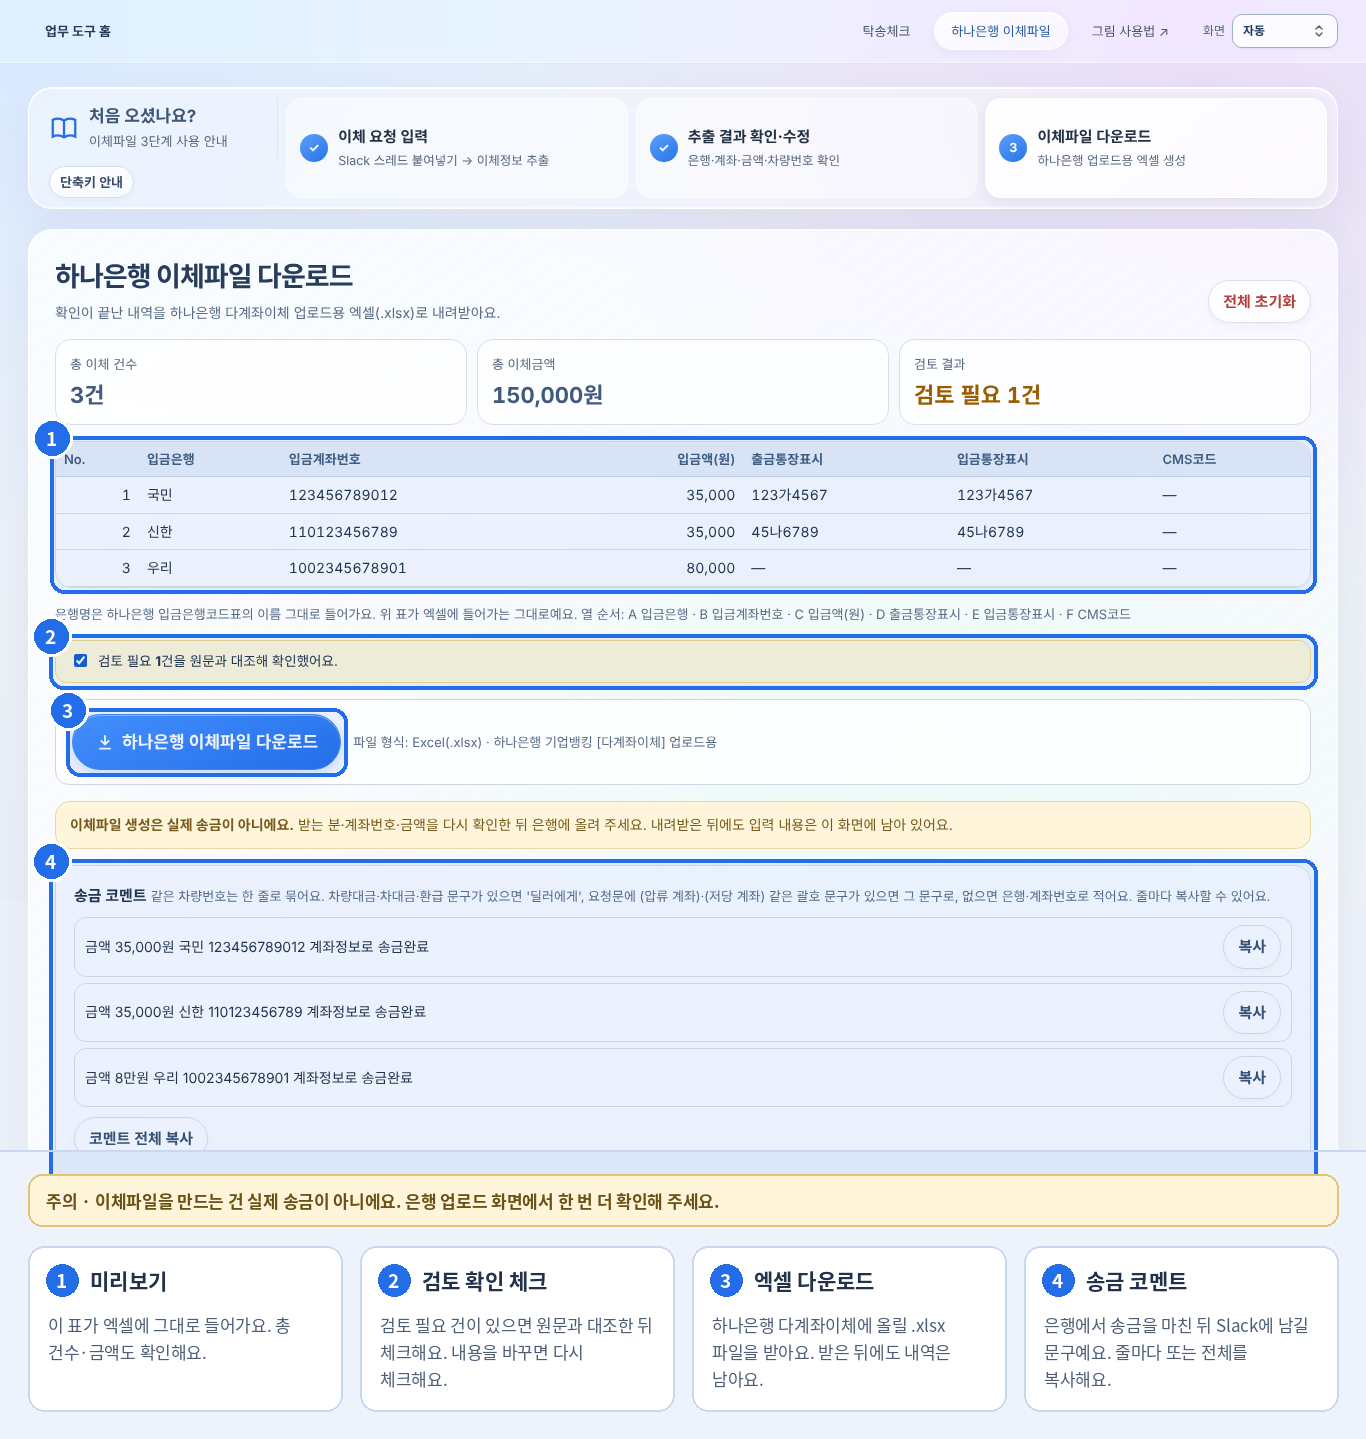 업무 도구 홈
탁송체크
하나은행 이체파일
그림 사용법 ↗
화면
자동
처음 오셨나요?
이체파일 3단계 사용 안내
단축키 안내
이체 요청 입력
Slack 스레드 붙여넣기 → 이체정보 추출
추출 결과 확인·수정
은행·계좌·금액·차량번호 확인
3
이체파일 다운로드
하나은행 업로드용 엑셀 생성
하나은행 이체파일 다운로드
확인이 끝난 내역을 하나은행 다계좌이체 업로드용 엑셀(.xlsx)로 내려받아요.
전체 초기화
총 이체 건수
3건
총 이체금액
150,000원
검토 결과
검토 필요 1건
1
No. 입금은행 입금계좌번호 입금액(원) 출금통장표시 입금통장표시 CMS코드
1 국민 123456789012 35,000 123가4567 123가4567 —
2 신한 110123456789 35,000 45나6789 45나6789 —
3 우리 1002345678901 80,000 — — —
은행명은 하나은행 입금은행코드표의 이름 그대로 들어가요. 위 표가 엑셀에 들어가는 그대로예요. 열 순서: A 입금은행 · B 입금계좌번호 · C 입금액(원) · D 출금통장표시 · E 입금통장표시 · F CMS코드
2
검토 필요 1건을 원문과 대조해 확인했어요.
3
하나은행 이체파일 다운로드
파일 형식: Excel(.xlsx) · 하나은행 기업뱅킹 [다계좌이체] 업로드용
이체파일 생성은 실제 송금이 아니에요. 받는 분·계좌번호·금액을 다시 확인한 뒤 은행에 올려 주세요. 내려받은 뒤에도 입력 내용은 이 화면에 남아 있어요.
4
송금 코멘트 같은 차량번호는 한 줄로 묶어요. 차량대금·차대금·환급 문구가 있으면 '딜러에게', 요청문에 (압류 계좌)·(저당 계좌) 같은 괄호 문구가 있으면 그 문구로, 없으면 은행·계좌번호로 적어요. 줄마다 복사할 수 있어요.
금액 35,000원 국민 123456789012 계좌정보로 송금완료
복사
금액 35,000원 신한 110123456789 계좌정보로 송금완료
복사
금액 8만원 우리 1002345678901 계좌정보로 송금완료
복사
코멘트 전체 복사
주의 · 이체파일을 만드는 건 실제 송금이 아니에요. 은행 업로드 화면에서 한 번 더 확인해 주세요.
1 미리보기
이 표가 엑셀에 그대로 들어가요. 총
건수·금액도 확인해요.
2 검토 확인 체크
검토 필요 건이 있으면 원문과 대조한 뒤
체크해요. 내용을 바꾸면 다시
체크해요.
3 엑셀 다운로드
하나은행 다계좌이체에 올릴 .xlsx
파일을 받아요. 받은 뒤에도 내역은
남아요.
4 송금 코멘트
은행에서 송금을 마친 뒤 Slack에 남길
문구예요. 줄마다 또는 전체를
복사해요.